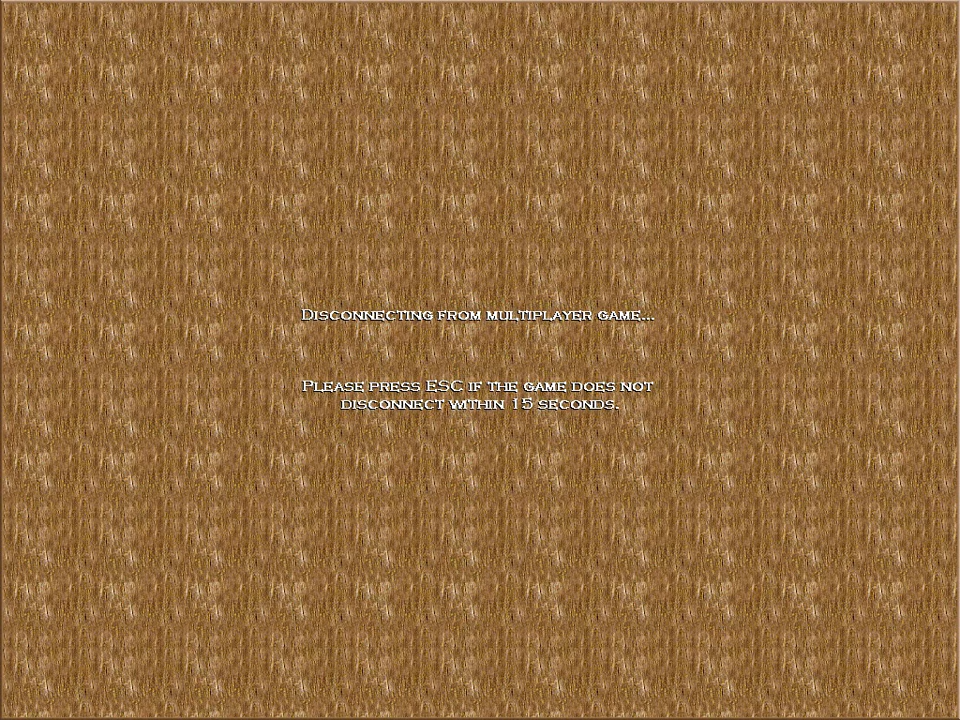 Disconnecting from multiplayer game...
Please press ESC if the game does not
disconnect within 15 seconds.